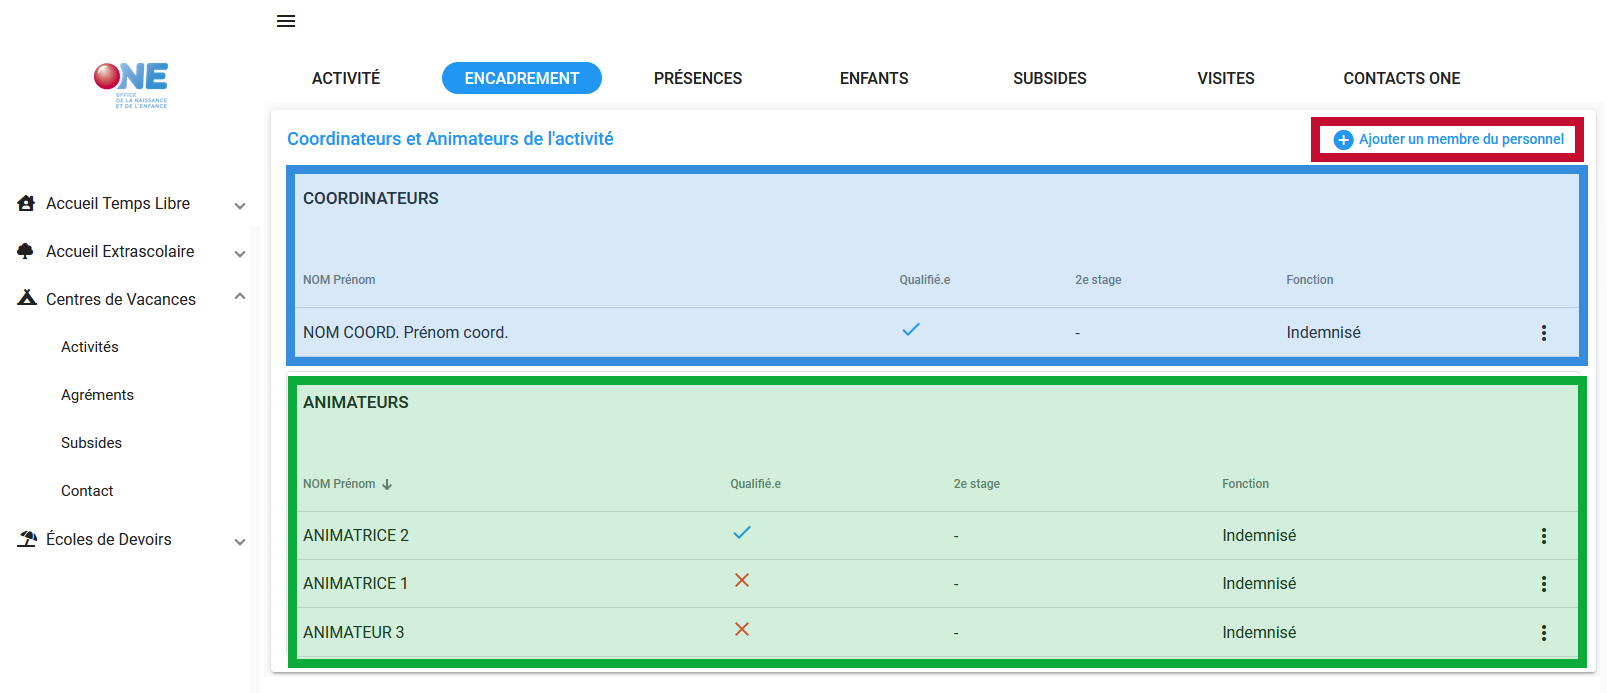 ONE
OFFICE
DE LA NAISSANCE
ET DE L'ENFANCE
Accueil Temps Libre
Accueil Extrascolaire
Centres de Vacances
Activités
Agréments
Subsides
Contact
Écoles de Devoirs
ACTIVITÉ ENCADREMENT PRÉSENCES ENFANTS SUBSIDES VISITES CONTACTS ONE
Coordinateurs et Animateurs de l'activité Ajouter un membre du personnel
COORDINATEURS
NOM Prénom Qualifié.e 2e stage Fonction
NOM COORD. Prénom coord. - Indemnisé
ANIMATEURS
NOM Prénom Qualifié.e 2e stage Fonction
ANIMATRICE 2 - Indemnisé
ANIMATRICE 1 - Indemnisé
ANIMATEUR 3 - Indemnisé